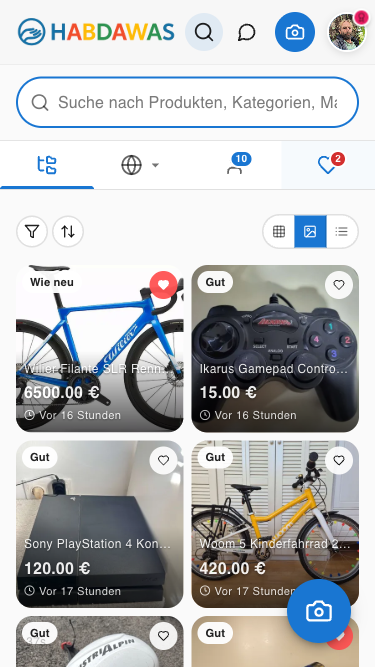 HABDAWAS
Suche nach Produkten, Kategorien, Ma
10
2
Wie neu
Gut
Wilier Filante SLR Renn...
6500.00 €
Vor 16 Stunden
Ikarus Gamepad Contro...
15.00 €
Vor 16 Stunden
Gut
Gut
Sony PlayStation 4 Kon...
120.00 €
Vor 17 Stunden
Woom 5 Kinderfahrrad 2...
420.00 €
Vor 17 Stunden
Gut
Gut